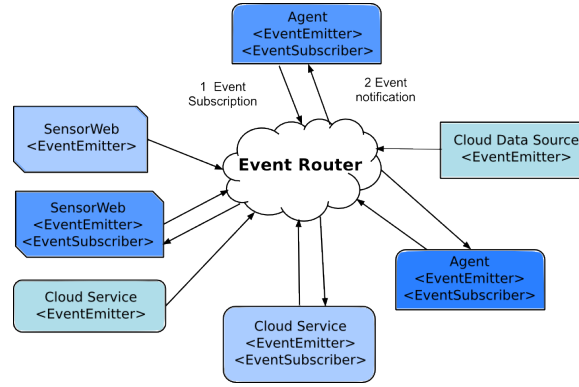 Agent
<EventEmitter>
<EventSubscriber>
1 Event
Subscription
2 Event
notification
SensorWeb
<EventEmitter>
Event Router
Cloud Data Source
<EventEmitter>
SensorWeb
<EventEmitter>
<EventSubscriber>
Agent
<EventEmitter>
<EventSubscriber>
Cloud Service
<EventEmitter>
Cloud Service
<EventEmitter>
<EventSubscriber>